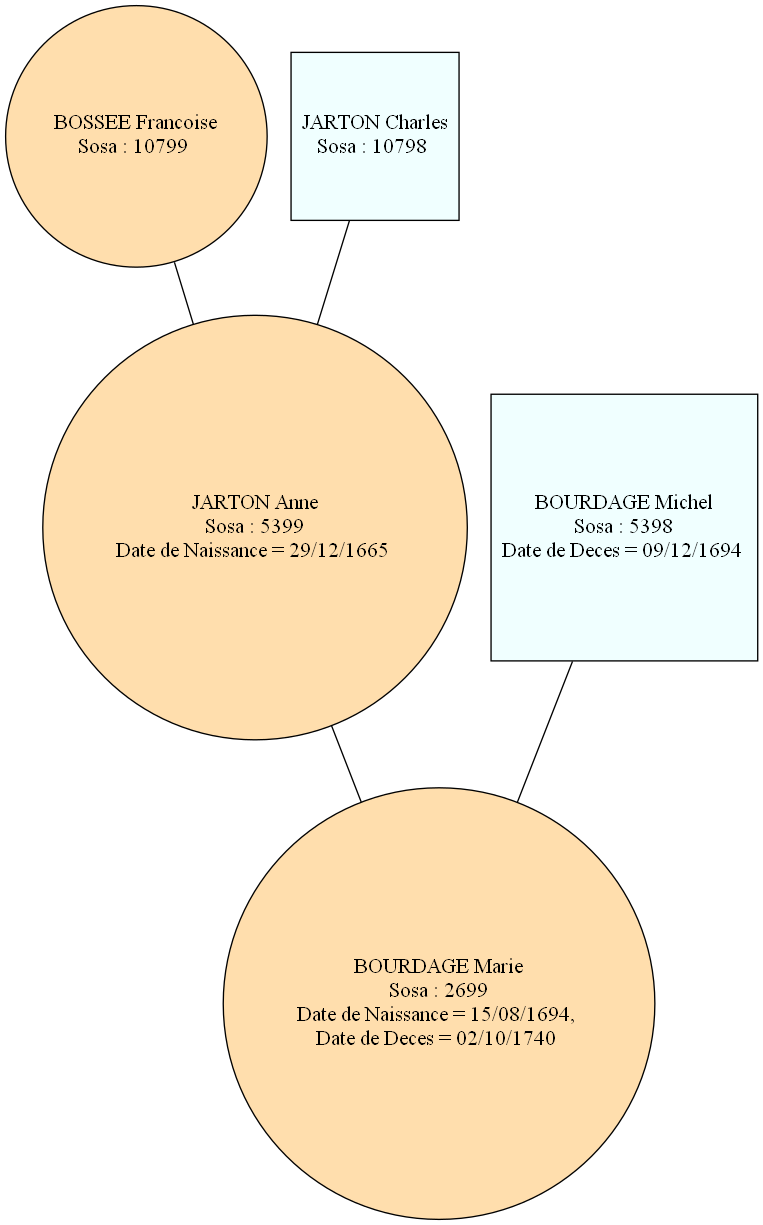 BOSSEE Francoise
Sosa : 10799
JARTON Charles
Sosa : 10798
JARTON Anne
Sosa : 5399
Date de Naissance = 29/12/1665
BOURDAGE Michel
Sosa : 5398
Date de Deces = 09/12/1694
BOURDAGE Marie
Sosa : 2699
Date de Naissance = 15/08/1694,
Date de Deces = 02/10/1740